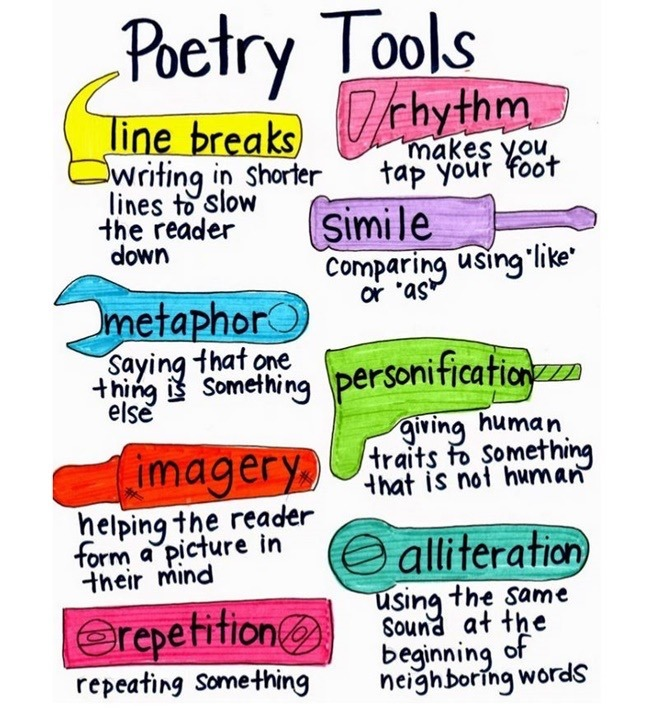 Poetry Tools
line breaks
writing in shorter
lines to slow
the reader
down
rhythm
makes you
tap your foot
simile
comparing using "like"
or "as"
metaphor
saying that one
thing is something
else
personification
giving human
traits to something
that is not human
imagery
helping the reader
form a picture in
their mind
alliteration
using the same
sound at the
beginning of
neighboring words
repetition
repeating something